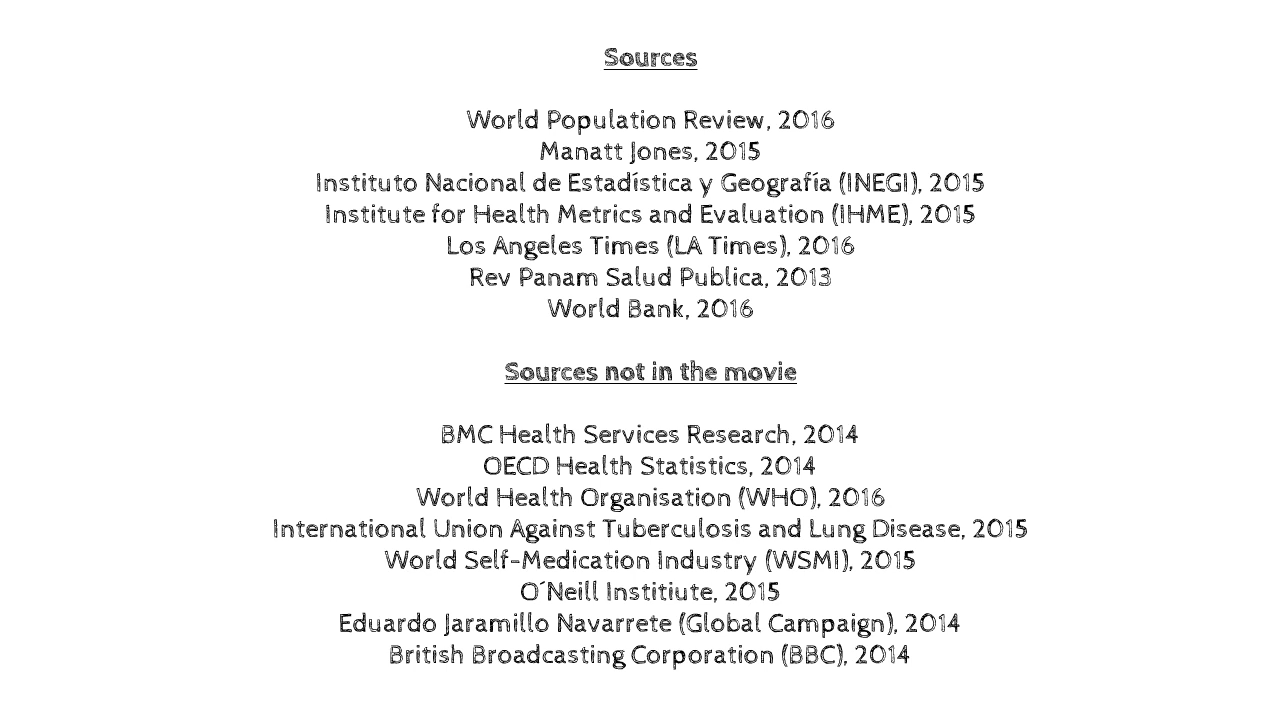 Sources
World Population Review, 2016
Manatt Jones, 2015
Instituto Nacional de Estadística y Geografía (INEGI), 2015
Institute for Health Metrics and Evaluation (IHME), 2015
Los Angeles Times (LA Times), 2016
Rev Panam Salud Publica, 2013
World Bank, 2016
Sources not in the movie
BMC Health Services Research, 2014
OECD Health Statistics, 2014
World Health Organisation (WHO), 2016
International Union Against Tuberculosis and Lung Disease, 2015
World Self-Medication Industry (WSMI), 2015
O´Neill Institiute, 2015
Eduardo Jaramillo Navarrete (Global Campaign), 2014
British Broadcasting Corporation (BBC), 2014